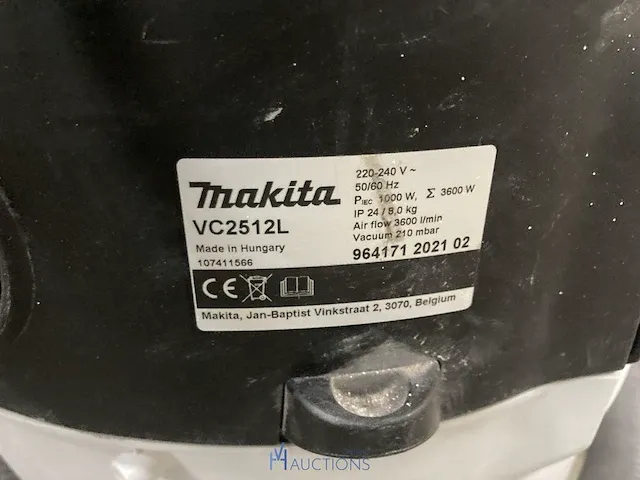 makita
VC2512L
Made in Hungary
107411566
220-240 V ~
50/60 Hz
PIEC 1000 W, Σ 3600 W
IP 24 / 8,0 kg
Air flow 3600 l/min
Vacuum 210 mbar
964171 2021 02
CE
Makita, Jan-Baptist Vinkstraat 2, 3070, Belgium
AUCTIONS